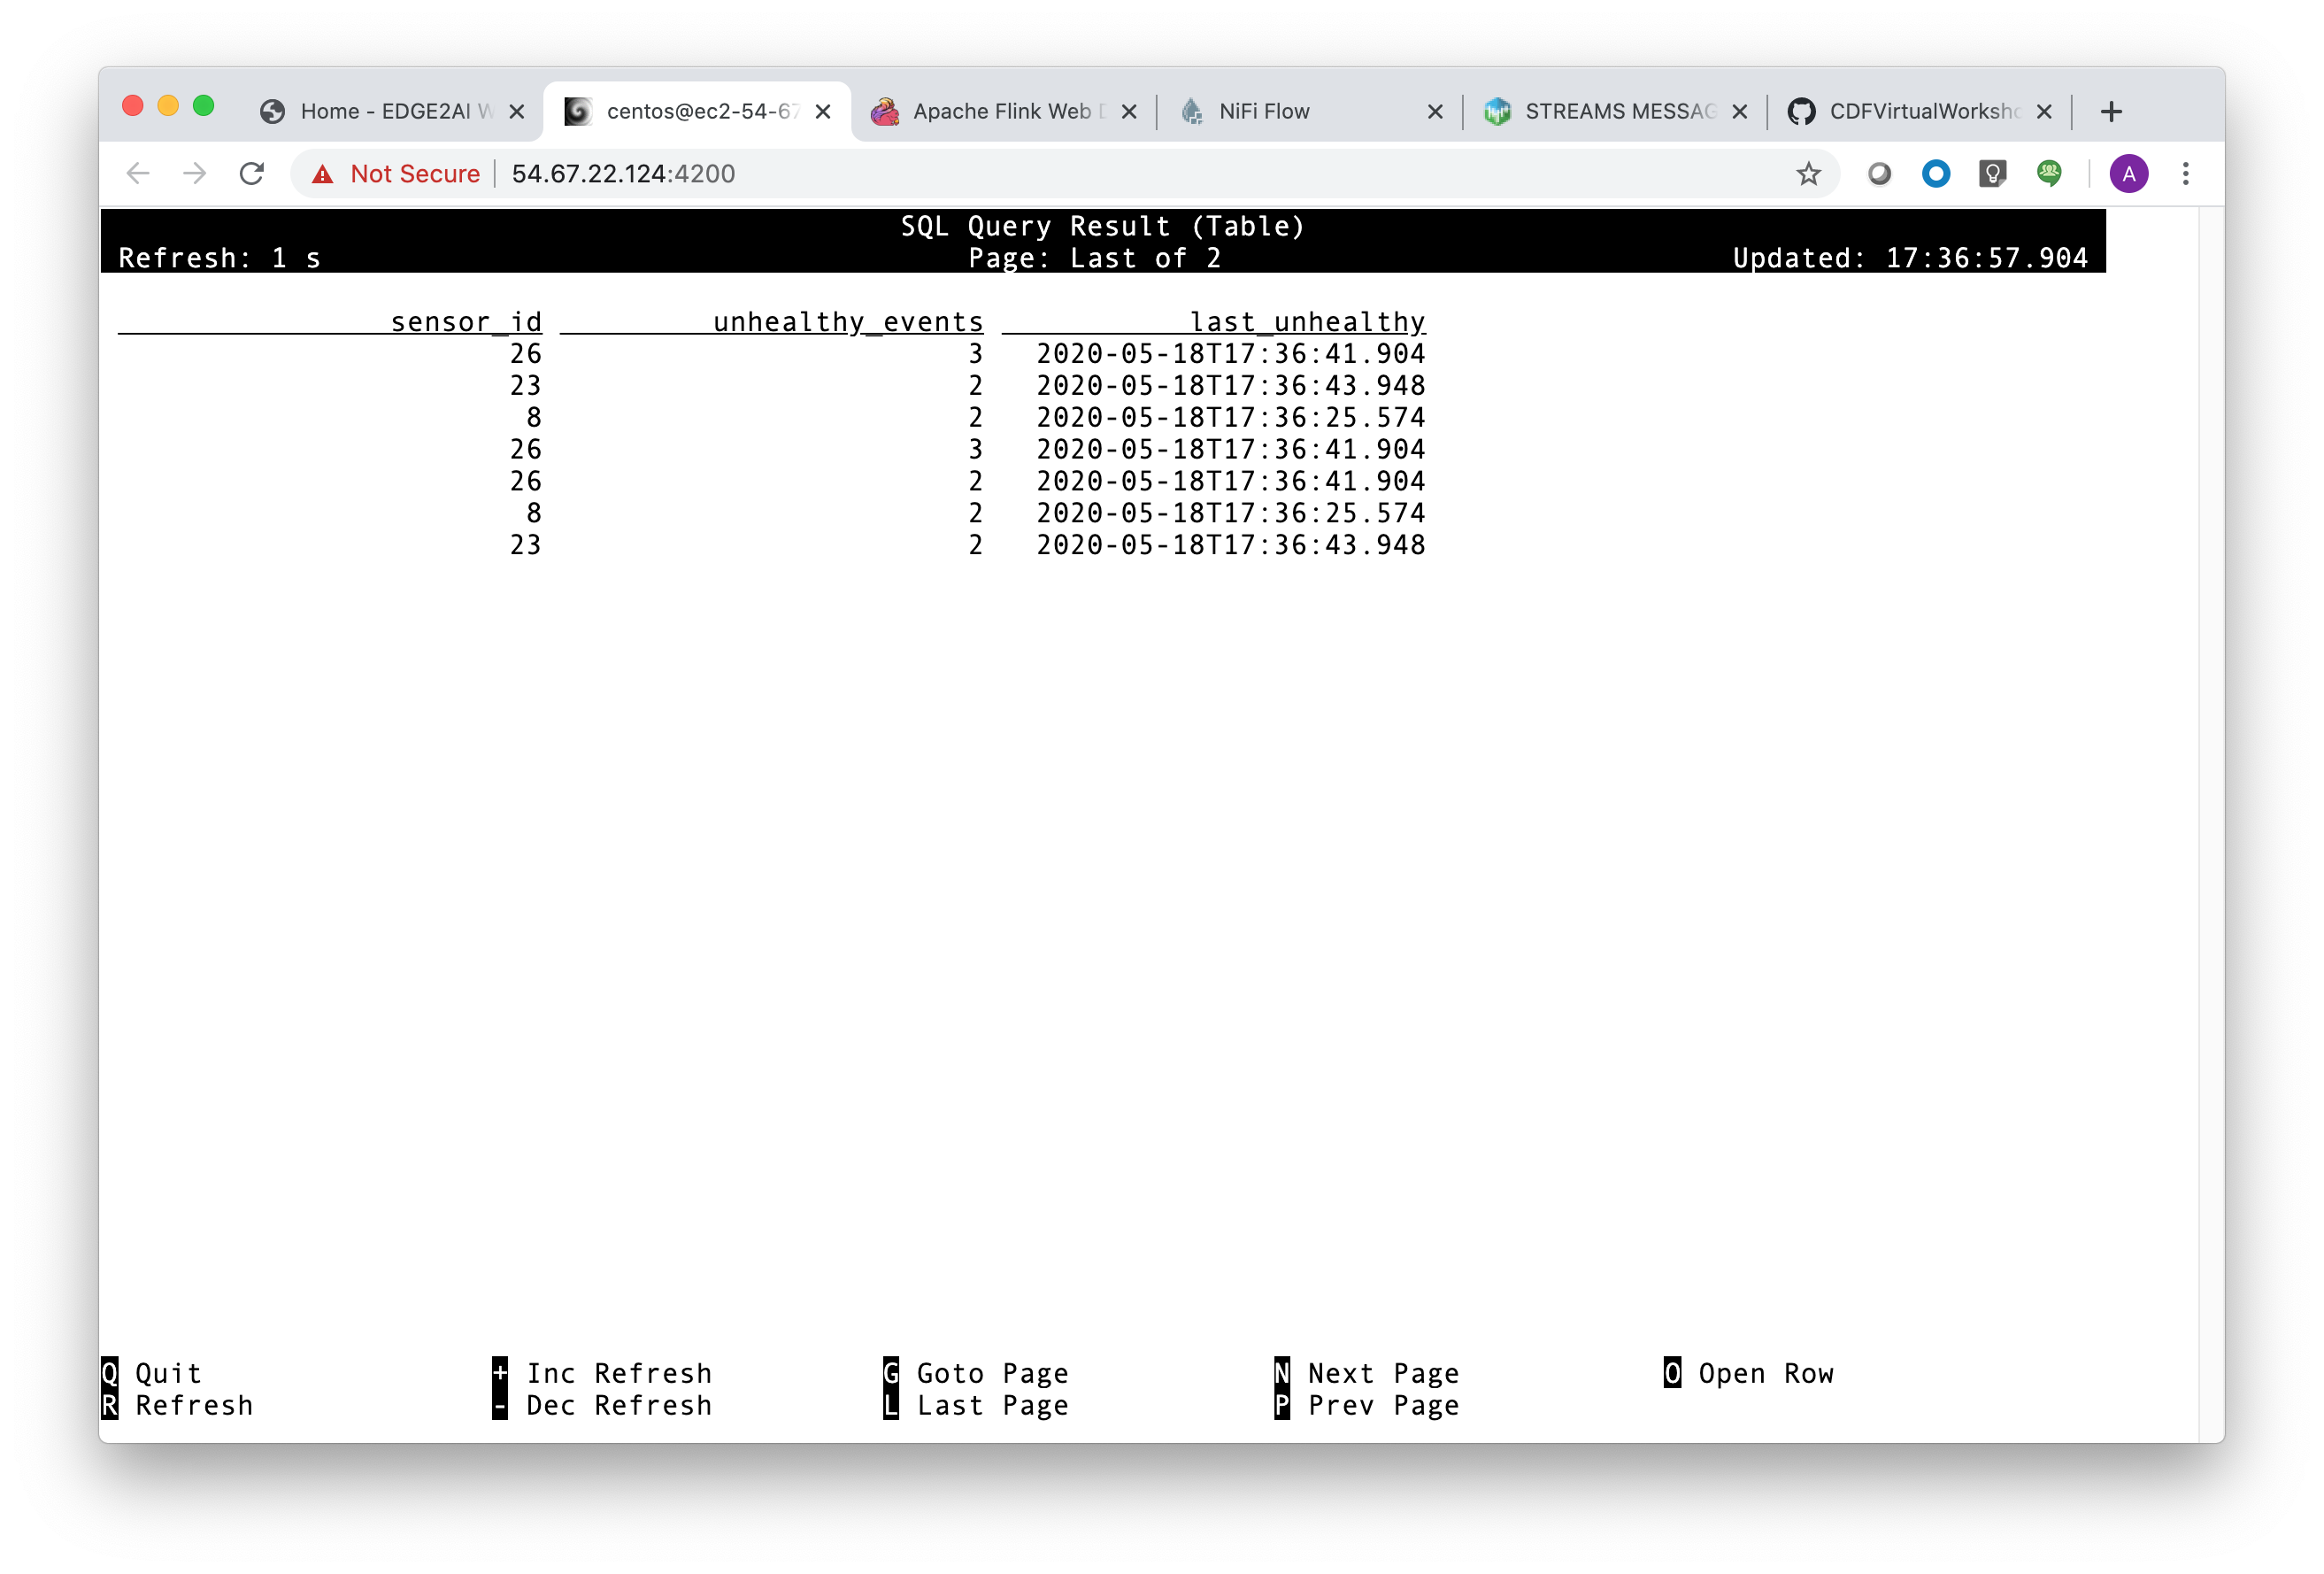 Home - EDGE2AI W
centos@ec2-54-67
Apache Flink Web D
NiFi Flow
STREAMS MESSAG
CDFVirtualWorksho
Not Secure 54.67.22.124:4200
A
SQL Query Result (Table)
Refresh: 1 s Page: Last of 2 Updated: 17:36:57.904
sensor_id unhealthy_events last_unhealthy
26 3 2020-05-18T17:36:41.904
23 2 2020-05-18T17:36:43.948
8 2 2020-05-18T17:36:25.574
26 3 2020-05-18T17:36:41.904
26 2 2020-05-18T17:36:41.904
8 2 2020-05-18T17:36:25.574
23 2 2020-05-18T17:36:43.948
Q Quit + Inc Refresh G Goto Page N Next Page O Open Row
R Refresh - Dec Refresh L Last Page P Prev Page